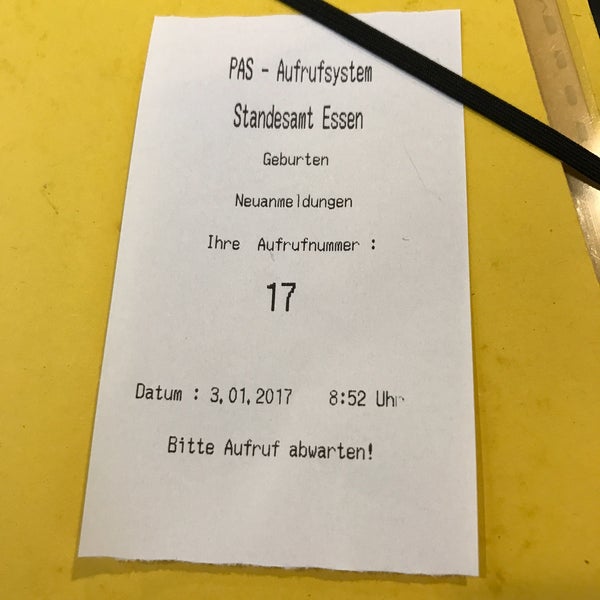 PAS - Aufrufsystem
Standesamt Essen
Geburten
Neuanmeldungen
Ihre Aufrufnummer :
17
Datum : 3.01.2017 8:52 Uhr
Bitte Aufruf abwarten!